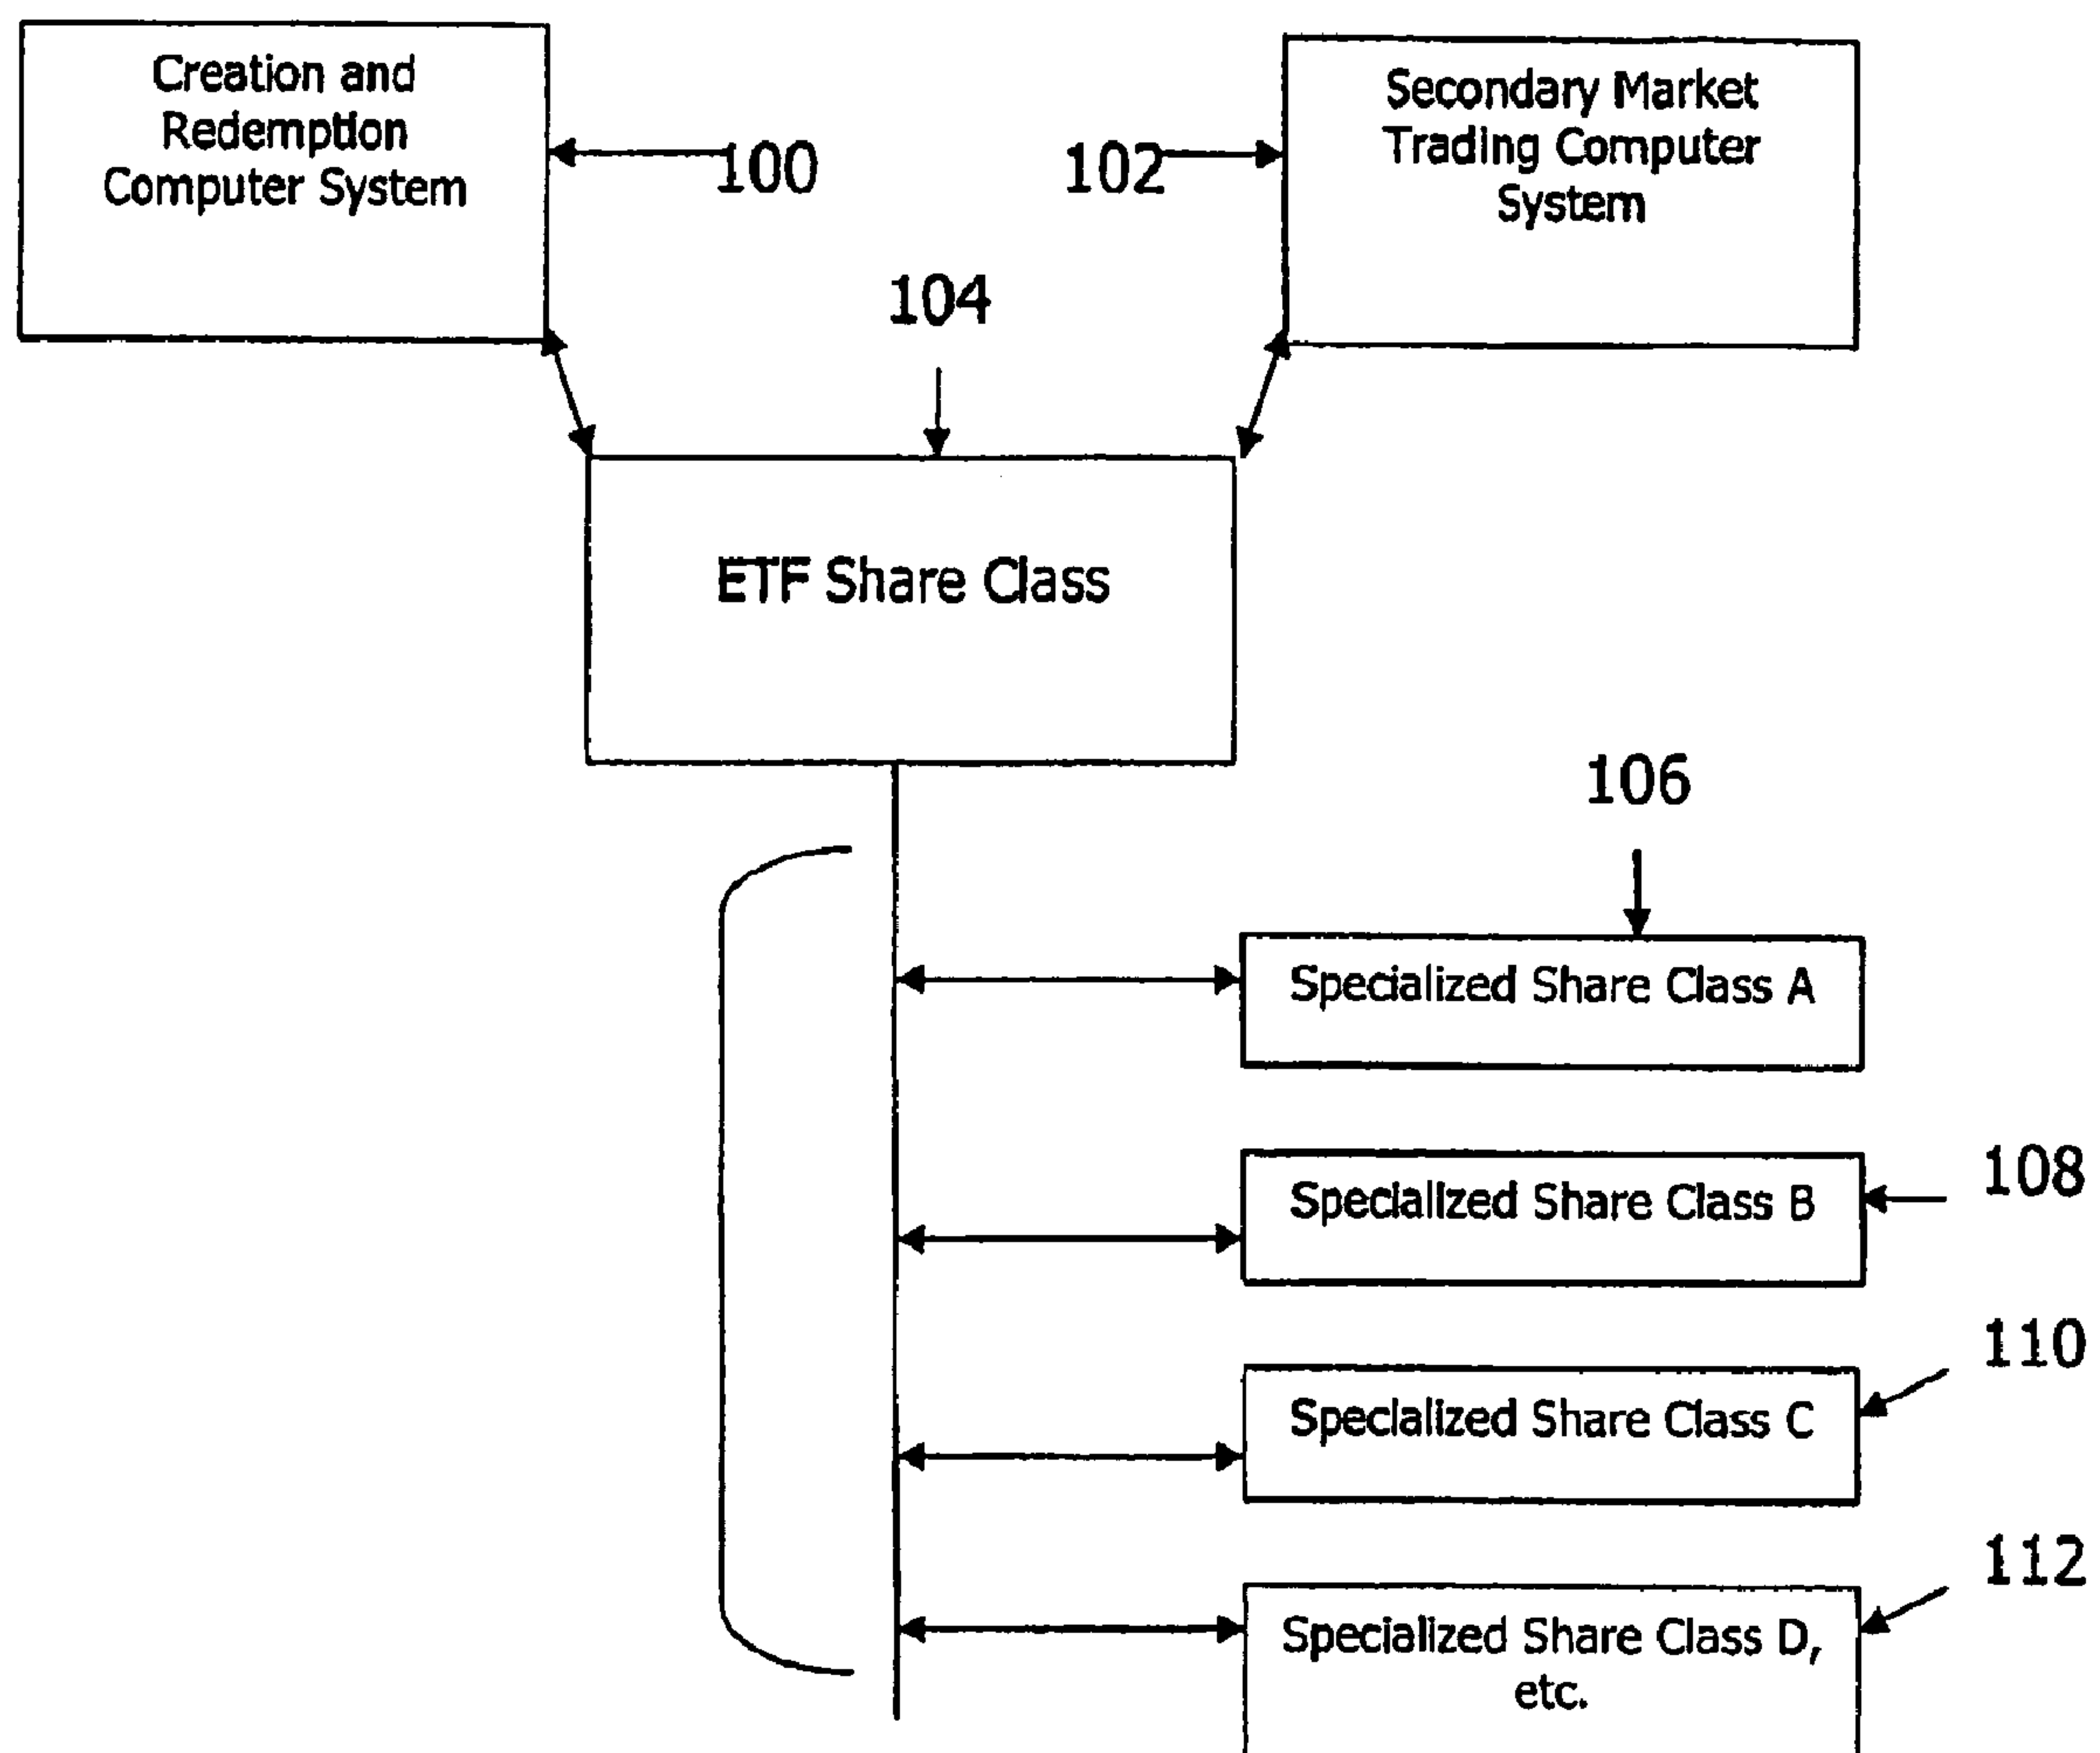 Creation and
Redemption
Computer System
100
102
Secondary Market
Trading Computer
System
104
ETF Share Class
106
Specialized Share Class A
108
Specialized Share Class B
110
Specialized Share Class C
112
Specialized Share Class D,
etc.